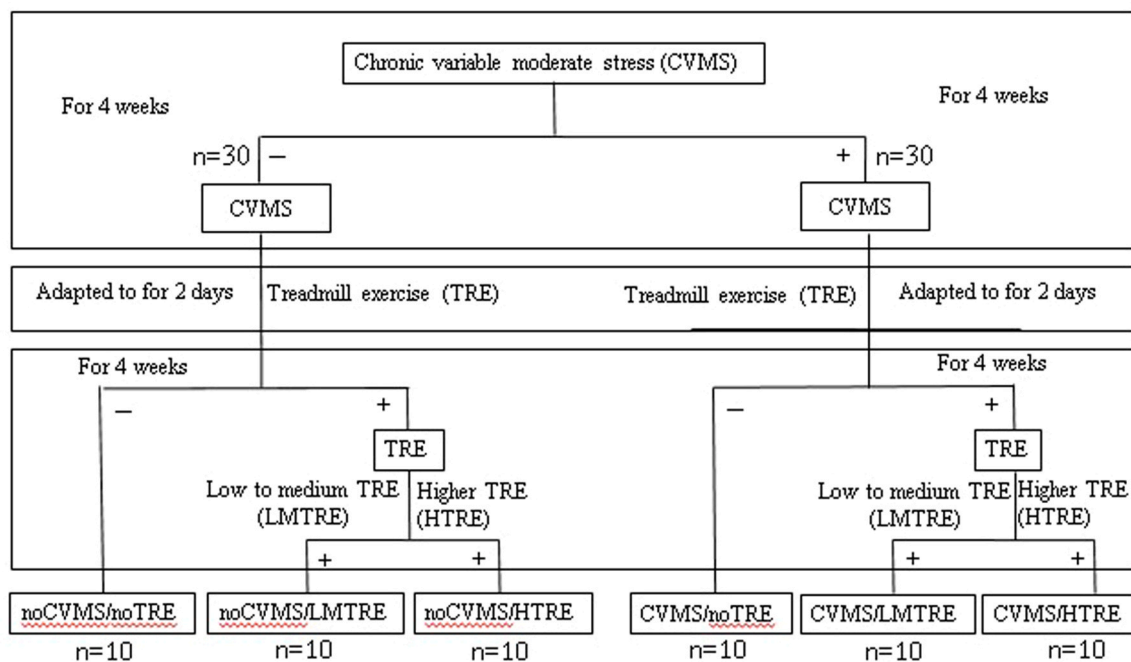 Chronic variable moderate stress (CVMS)
For 4 weeks
For 4 weeks
n=30 – + n=30
CVMS CVMS
Adapted to for 2 days Treadmill exercise (TRE) Treadmill exercise (TRE) Adapted to for 2 days
For 4 weeks For 4 weeks
– + – +
TRE TRE
Low to medium TRE Higher TRE Low to medium TRE Higher TRE
(LMTRE) (HTRE) (LMTRE) (HTRE)
+ + + +
noCVMS/noTRE noCVMS/LMTRE noCVMS/HTRE CVMS/noTRE CVMS/LMTRE CVMS/HTRE
n=10 n=10 n=10 n=10 n=10 n=10